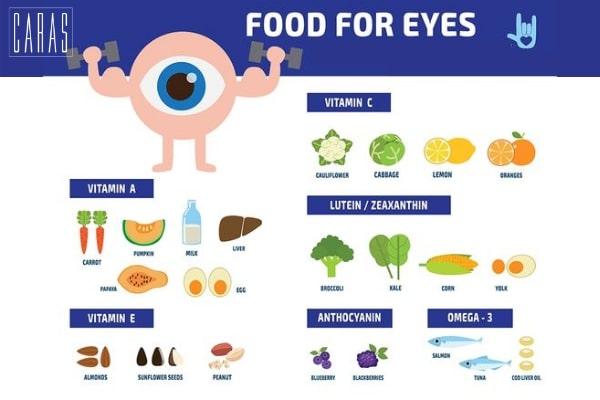 CARAS
FOOD FOR EYES
VITAMIN A
CARROT
PUMPKIN
MILK
LIVER
PAPAYA
EGG
VITAMIN E
ALMONDS
SUNFLOWER SEEDS
PEANUT
VITAMIN C
CAULIFLOWER
CABBAGE
LEMON
ORANGES
LUTEIN / ZEAXANTHIN
BROCCOLI
KALE
CORN
YOLK
ANTHOCYANIN
BLUEBERRY
BLACKBERRIES
OMEGA - 3
SALMON
TUNA
COD LIVER OIL